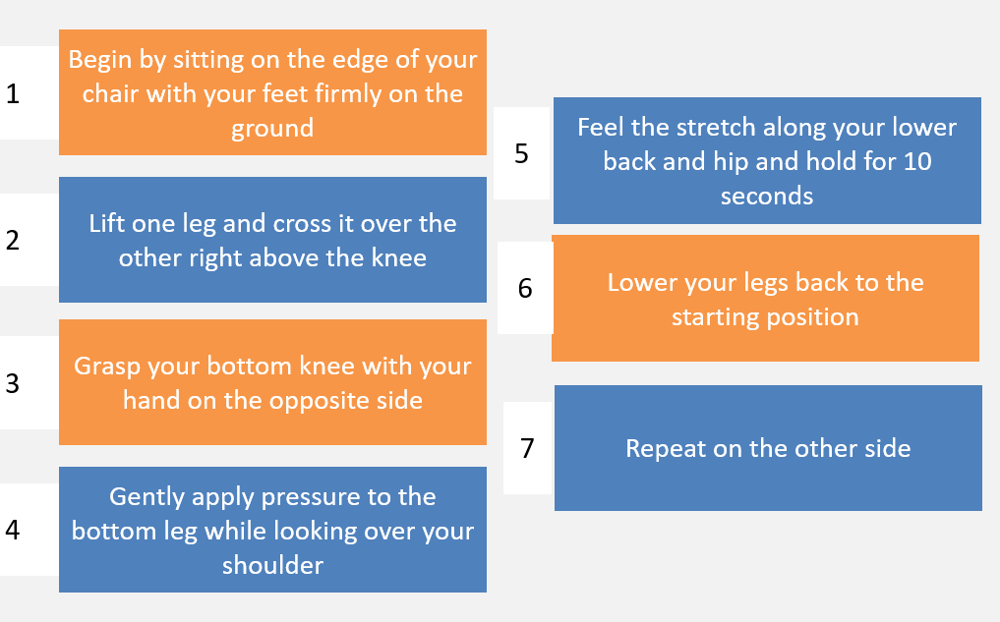 1
Begin by sitting on the edge of your
chair with your feet firmly on the
ground
2
Lift one leg and cross it over the
other right above the knee
3
Grasp your bottom knee with your
hand on the opposite side
4
Gently apply pressure to the
bottom leg while looking over your
shoulder
5
Feel the stretch along your lower
back and hip and hold for 10
seconds
6
Lower your legs back to the
starting position
7
Repeat on the other side